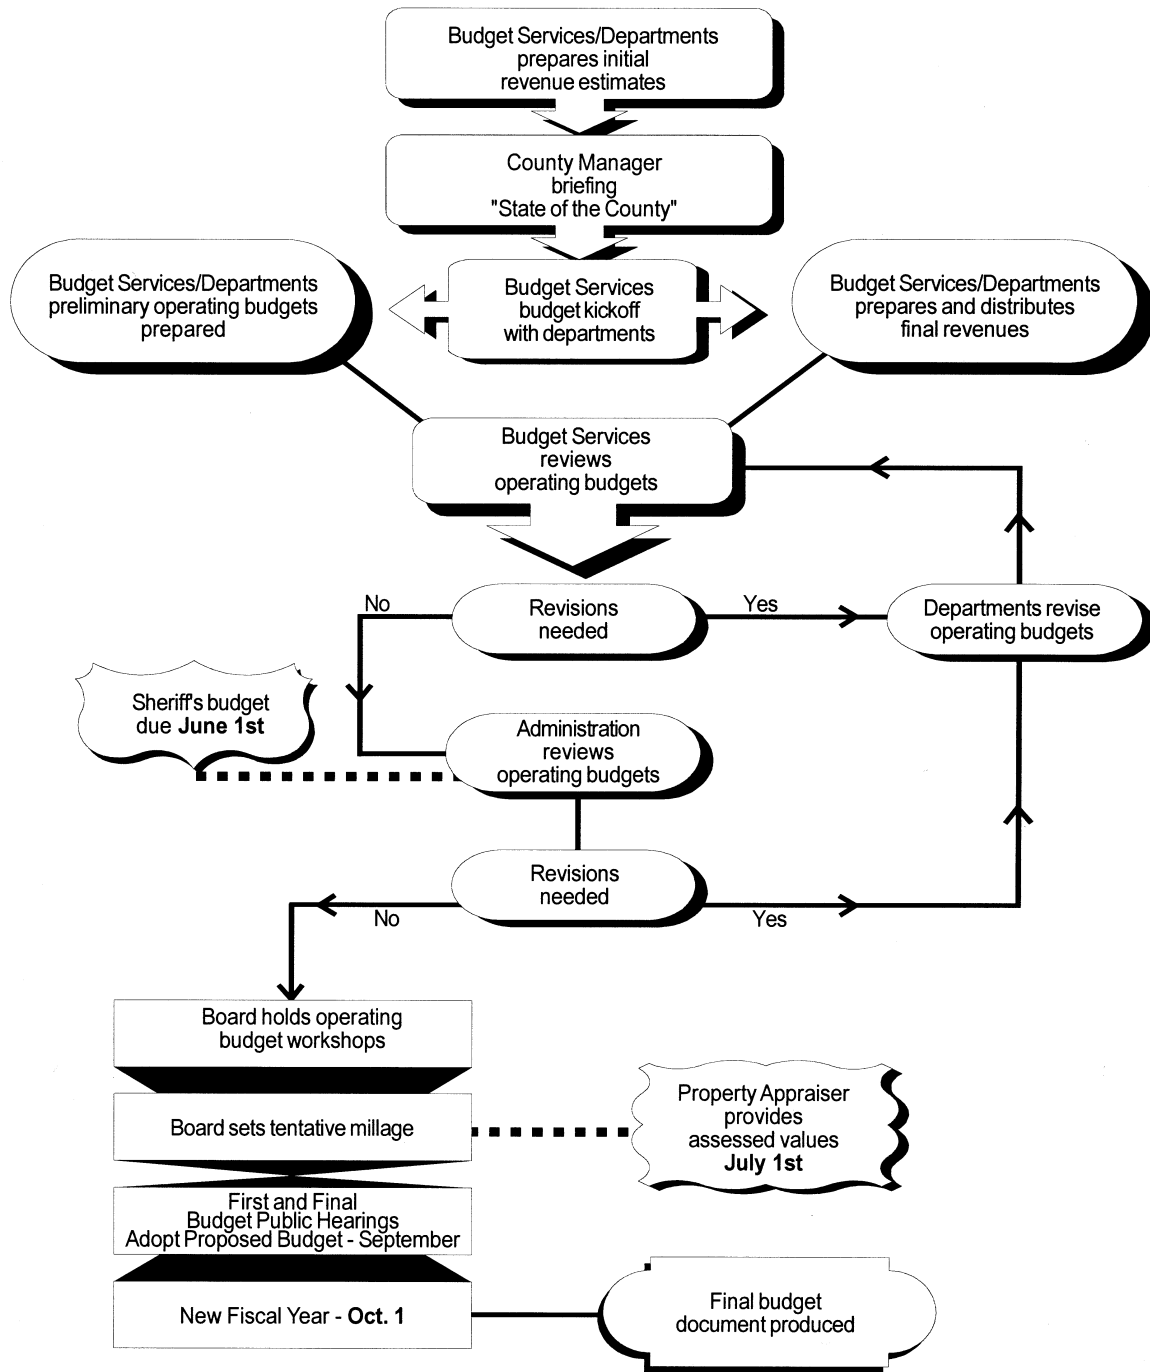 Budget Services/Departments
prepares initial
revenue estimates
County Manager
briefing
"State of the County"
Budget Services/Departments
preliminary operating budgets
prepared
Budget Services
budget kickoff
with departments
Budget Services/Departments
prepares and distributes
final revenues
Budget Services
reviews
operating budgets
No
Revisions
needed
Yes
Departments revise
operating budgets
Sheriff's budget
due June 1st
Administration
reviews
operating budgets
Revisions
needed
No
Yes
Board holds operating
budget workshops
Board sets tentative millage
Property Appraiser
provides
assessed values
July 1st
First and Final
Budget Public Hearings
Adopt Proposed Budget - September
New Fiscal Year - Oct. 1
Final budget
document produced